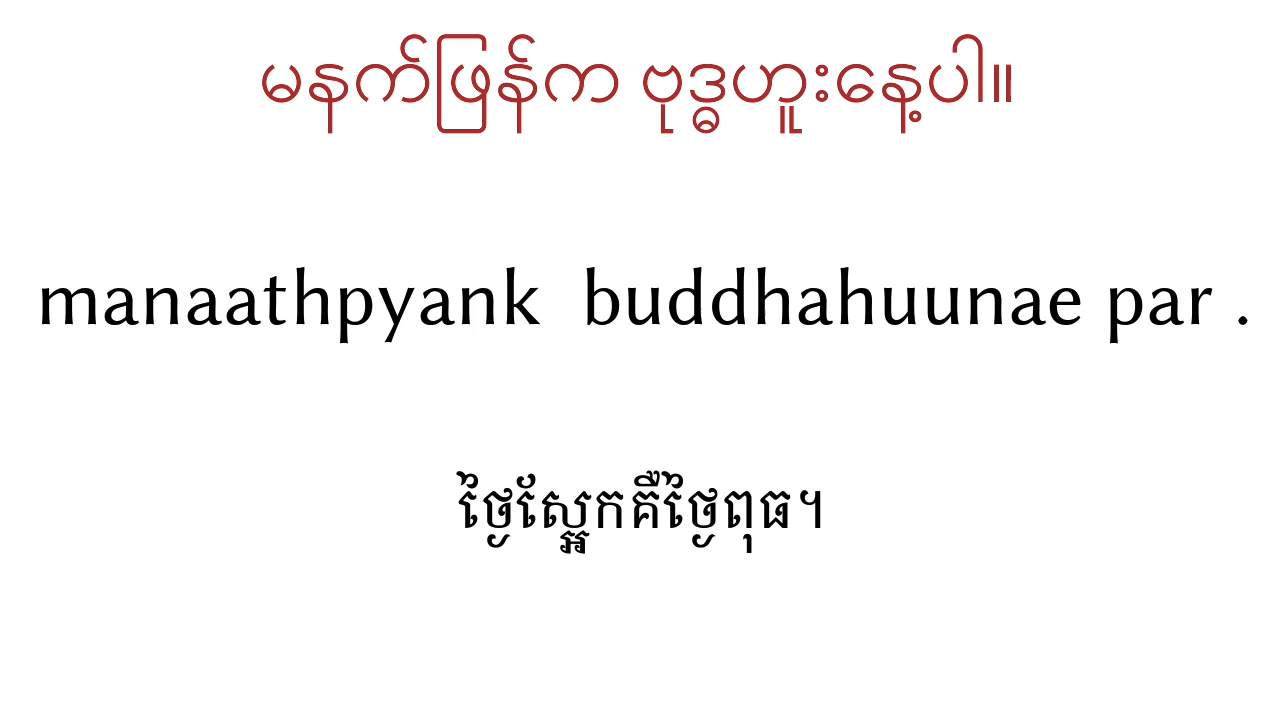 မနက်ဖြန်က ဗုဒ္ဓဟူးနေ့ပါ။
manaathpyank buddhahuunae par .
ថ្ងៃស្អែកគឺថ្ងៃពុធ។